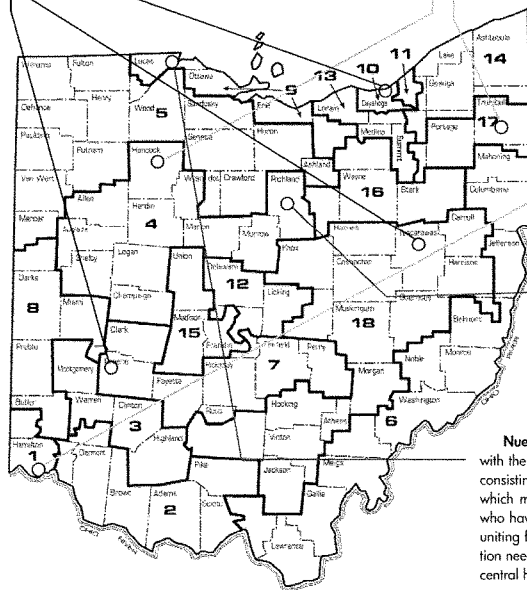 Ashtabula
Lake
Lucas
Fulton
Williams
10
11
14
Geauga
Ottawa
13
Cuyahoga
Trumbull
Henry
9
Wood
Sandusky
Erie
Lorain
17
5
Defiance
Medina
Summit
Portage
Huron
Seneca
Mahoning
Paulding
Hancock
Ashland
Putnam
Wayne
Van Wert
Crawford
Richland
Stark
16
Columbiana
Allen
Hardin
4
Carroll
Mercer
Marion
Holmes
Tuscarawas
Jefferson
Morrow
Knox
Union
Logan
Coshocton
Harrison
Shelby
Delaware
Darke
12
Licking
Guernsey
Champaign
Belmont
Miami
Muskingum
8
Madison
18
Clark
15
Franklin
Preble
Noble
Monroe
Fairfield
Perry
Montgomery
Greene
Morgan
7
Fayette
Washington
Butler
Warren
Clinton
Ross
Hocking
3
Athens
6
Hamilton
Highland
Vinton
1
Clermont
Pike
Meigs
Nue
with the
Jackson
consistin
Brown
Adams
Scioto
Gallia
which m
2
who hav
uniting f
Lawrence
tion nee
central h